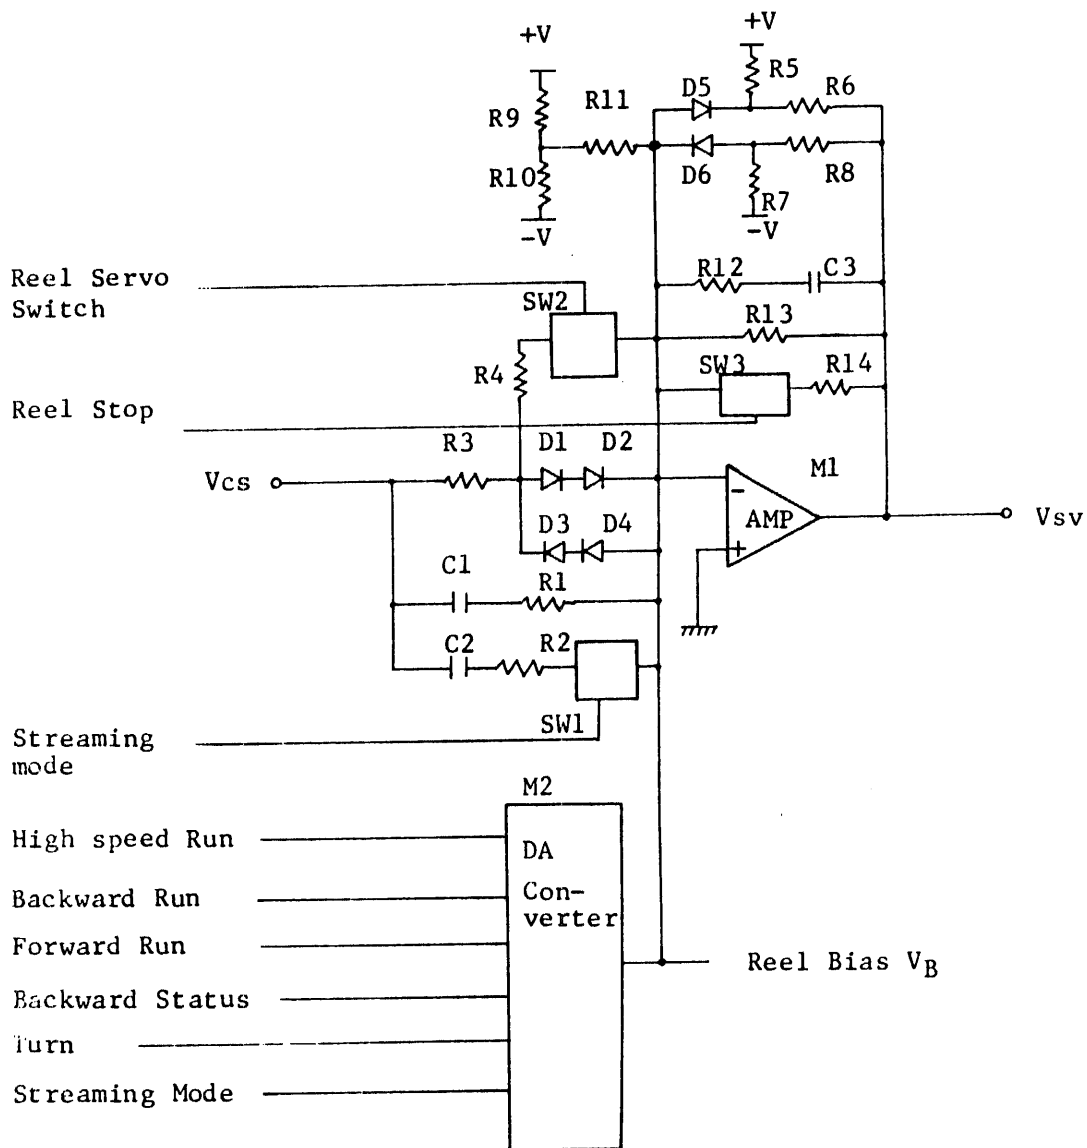 +V
+V
R5
D5
R6
R11
R9
R10
D6
R8
R7
-V
-V
Reel Servo
Switch
R12
C3
SW2
R13
R4
SW3
R14
Reel Stop
R3
D1
D2
M1
Vcs
-
AMP
+
Vsv
D3
D4
C1
R1
C2
R2
SW1
Streaming
mode
M2
High speed Run
DA
Con-
verter
Backward Run
Forward Run
Reel Bias VB
Backward Status
Turn
Streaming Mode